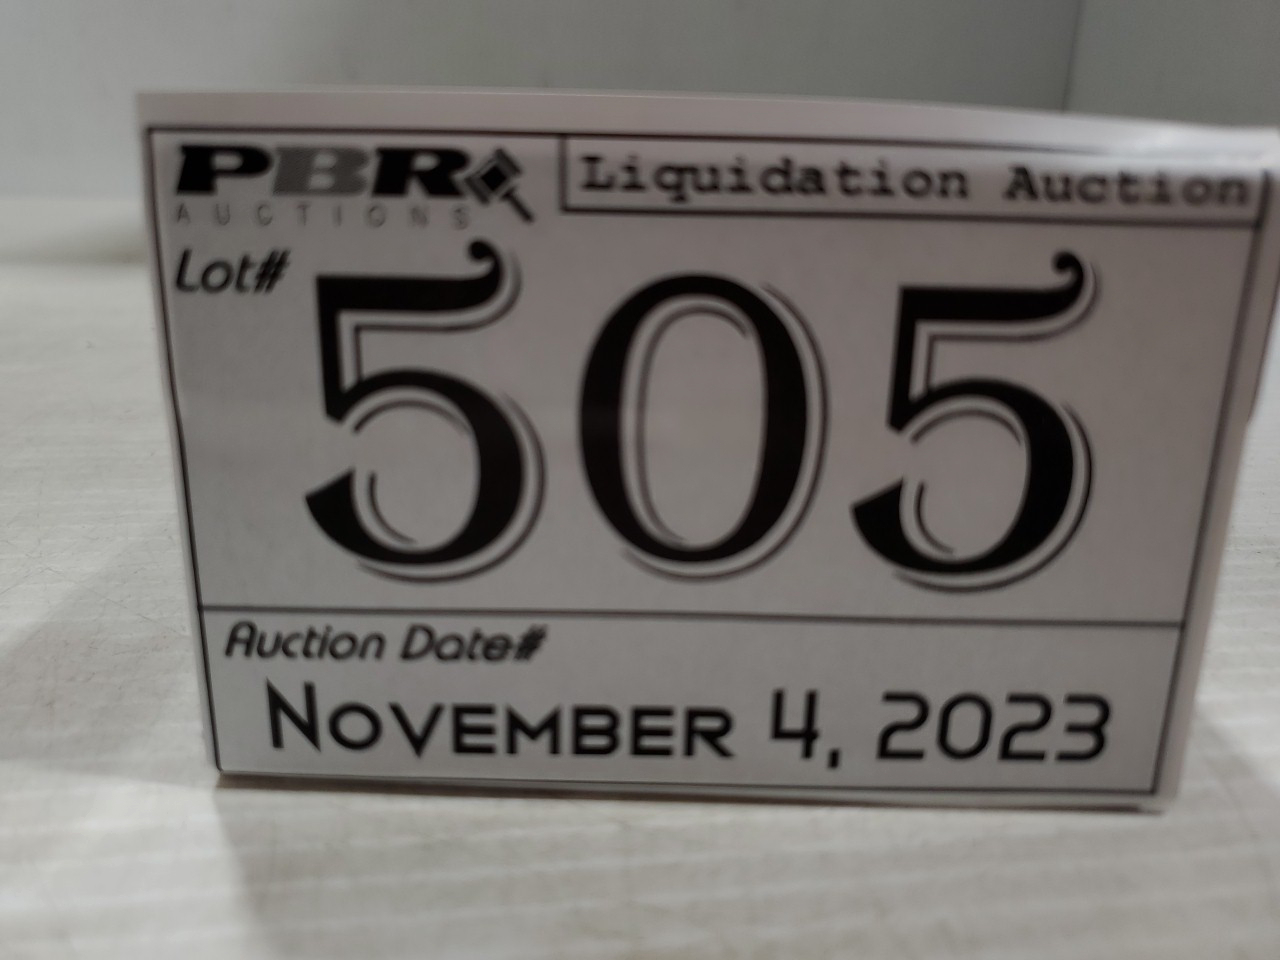 PBR
AUCTIONS
Liquidation Auction
Lot#
505
Auction Date#
NOVEMBER 4, 2023